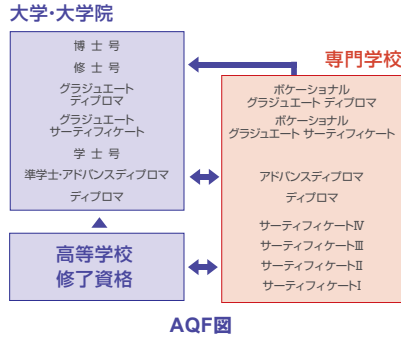 大学・大学院
博士号
修士号
グラジュエート
ディプロマ
グラジュエート
サーティフィケート
学士号
準学士・アドバンスディプロマ
ディプロマ
高等学校
修了資格
専門学校
ボケーショナル
グラジュエート ディプロマ
ボケーショナル
グラジュエート サーティフィケート
アドバンスディプロマ
ディプロマ
サーティフィケートⅣ
サーティフィケートⅢ
サーティフィケートⅡ
サーティフィケートⅠ
AQF図